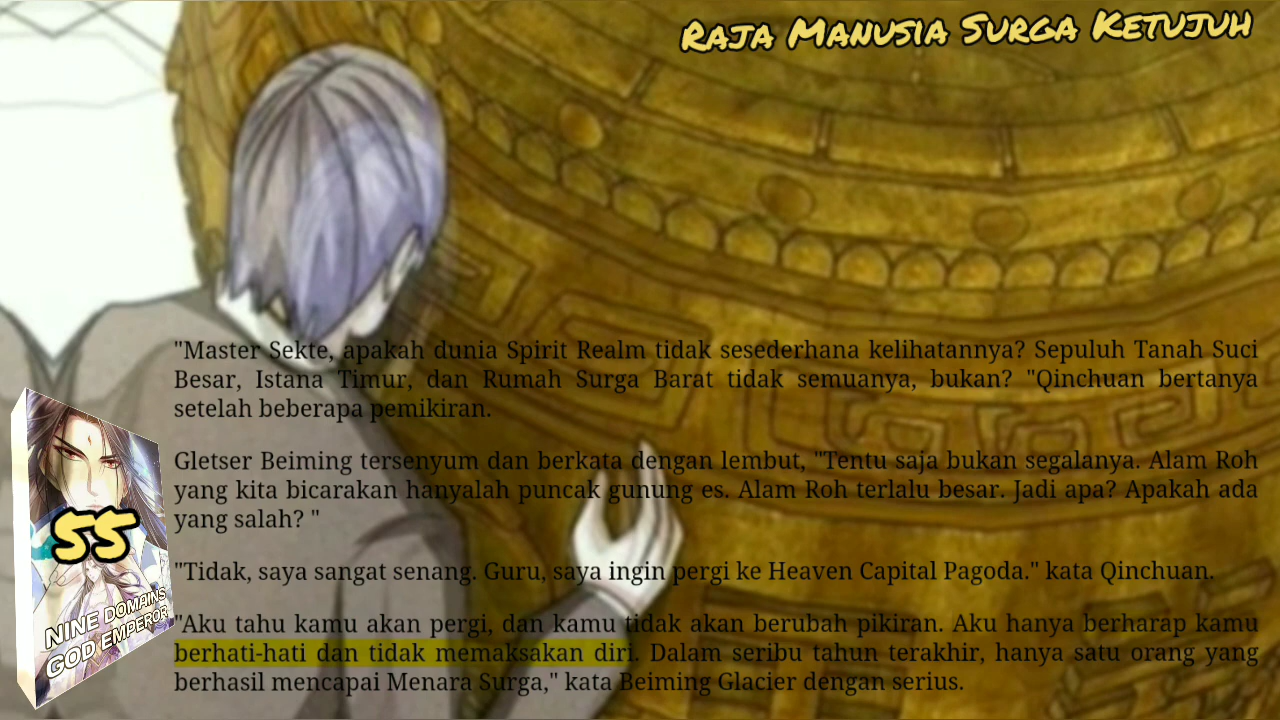 Raja Manusia Surga Ketujuh
"Master Sekte, apakah dunia Spirit Realm tidak sesederhana kelihatannya? Sepuluh Tanah Suci
Besar, Istana Timur, dan Rumah Surga Barat tidak semuanya, bukan? "Qinchuan bertanya
setelah beberapa pemikiran.
Gletser Beiming tersenyum dan berkata dengan lembut, "Tentu saja bukan segalanya. Alam Roh
yang kita bicarakan hanyalah puncak gunung es. Alam Roh terlalu besar. Jadi apa? Apakah ada
yang salah? "
"Tidak, saya sangat senang. Guru, saya ingin pergi ke Heaven Capital Pagoda." kata Qinchuan.
"Aku tahu kamu akan pergi, dan kamu tidak akan berubah pikiran. Aku hanya berharap kamu
berhati-hati dan tidak memaksakan diri. Dalam seribu tahun terakhir, hanya satu orang yang
berhasil mencapai Menara Surga," kata Beiming Glacier dengan serius.
55
NINE DOMAINS
GOD EMPEROR